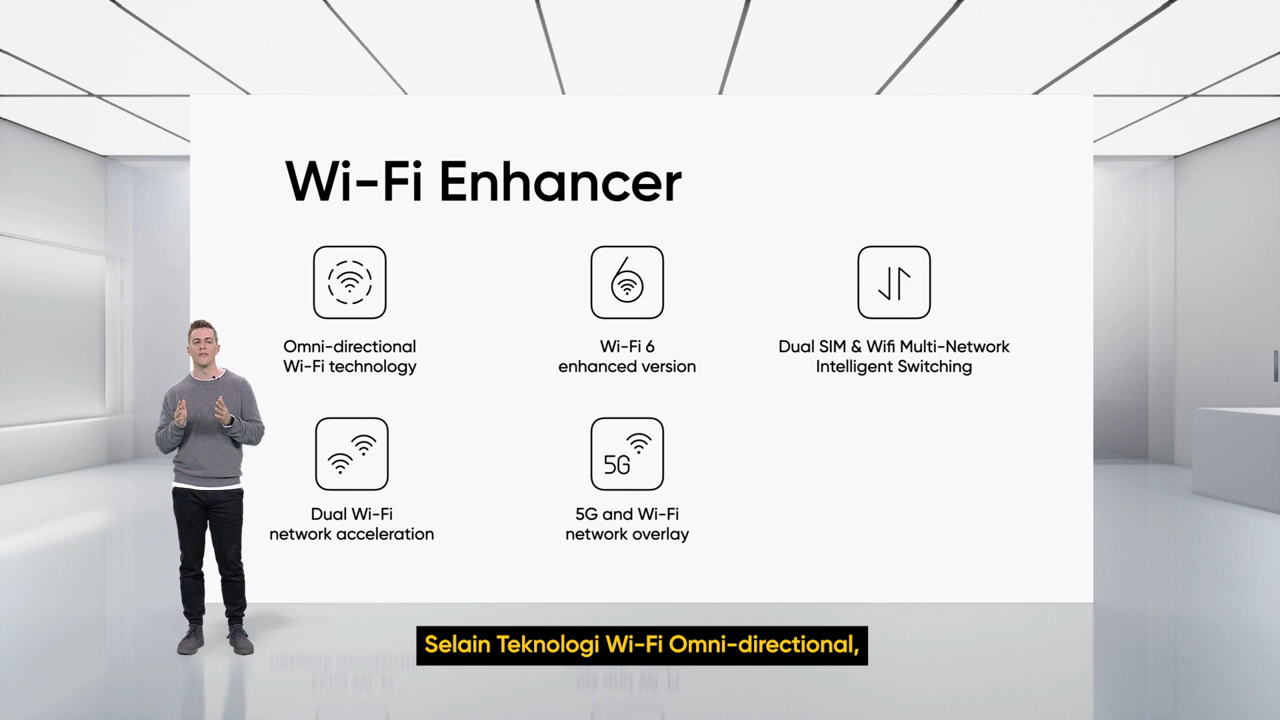 Wi-Fi Enhancer
Omni-directional
Wi-Fi technology
6
Wi-Fi 6
enhanced version
Dual SIM & Wifi Multi-Network
Intelligent Switching
Dual Wi-Fi
network acceleration
5G
5G and Wi-Fi
network overlay
Selain Teknologi Wi-Fi Omni-directional,